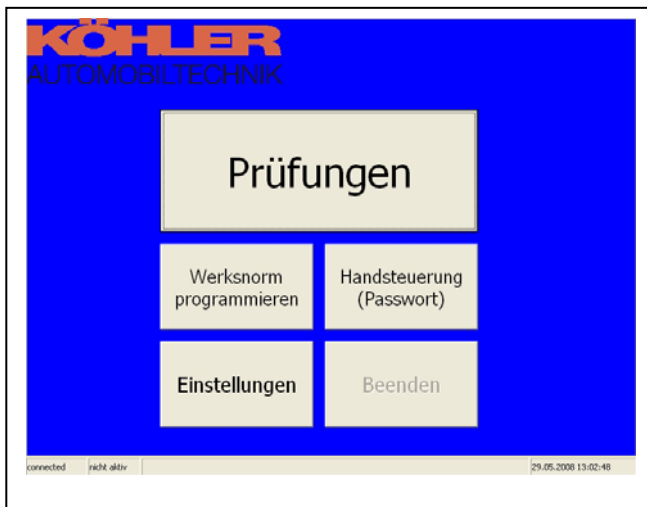 KÖHLER
AUTOMOBILTECHNIK
Prüfungen
Werksnorm
programmieren
Handsteuerung
(Passwort)
Einstellungen
Beenden
connected nicht aktiv 29.05.2008 13:02:48